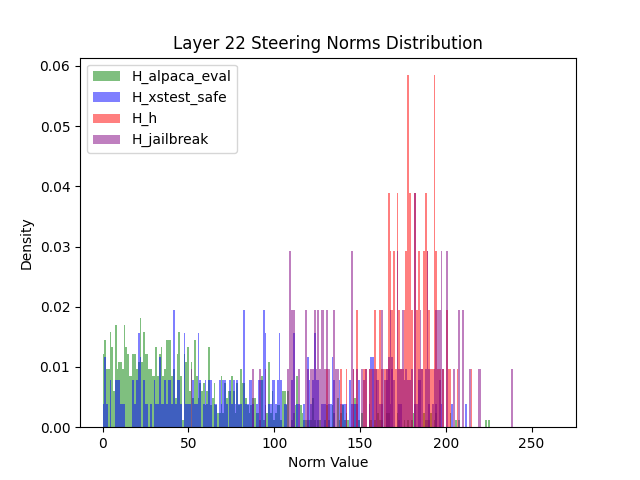 Layer 22 Steering Norms Distribution
H_alpaca_eval
H_xstest_safe
H_h
H_jailbreak
Density
0.06
0.05
0.04
0.03
0.02
0.01
0.00
0 50 100 150 200 250
Norm Value